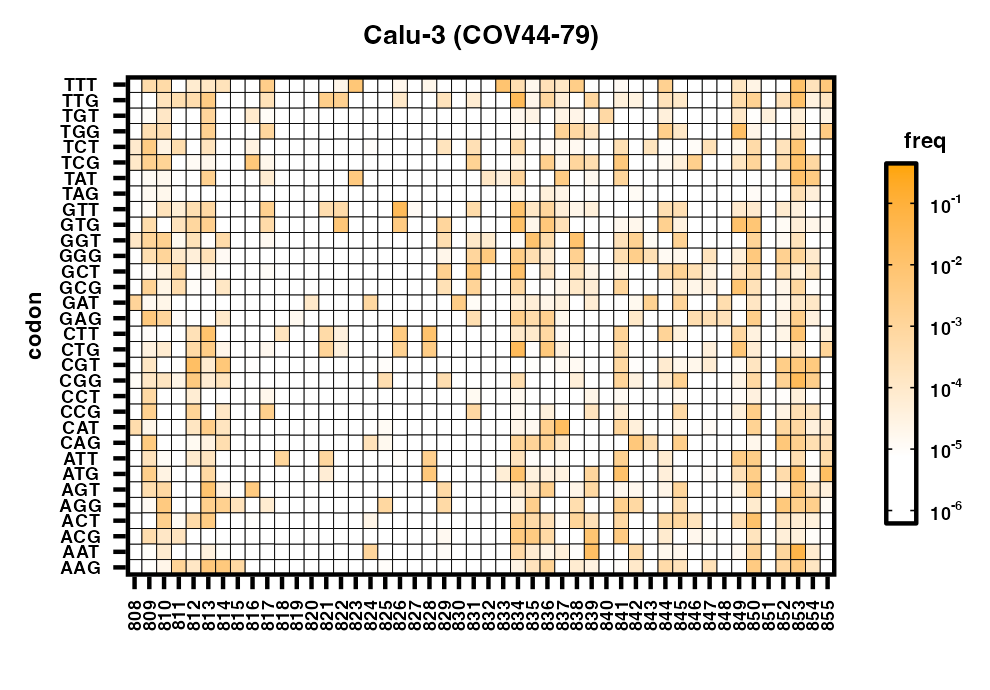 Calu-3 (COV44-79)
codon
TTT
TTG
TGT
TGG
TCT
TCG
TAT
TAG
GTT
GTG
GGT
GGG
GCT
GCG
GAT
GAG
CTT
CTG
CGT
CGG
CCT
CCG
CAT
CAG
ATT
ATG
AGT
AGG
ACT
ACG
AAT
AAG
808 809 810 811 812 813 814 815 816 817 818 819 820 821 822 823 824 825 826 827 828 829 830 831 832 833 834 835 836 837 838 839 840 841 842 843 844 845 846 847 848 849 850 851 852 853 854 855
freq
10⁻¹
10⁻²
10⁻³
10⁻⁴
10⁻⁵
10⁻⁶